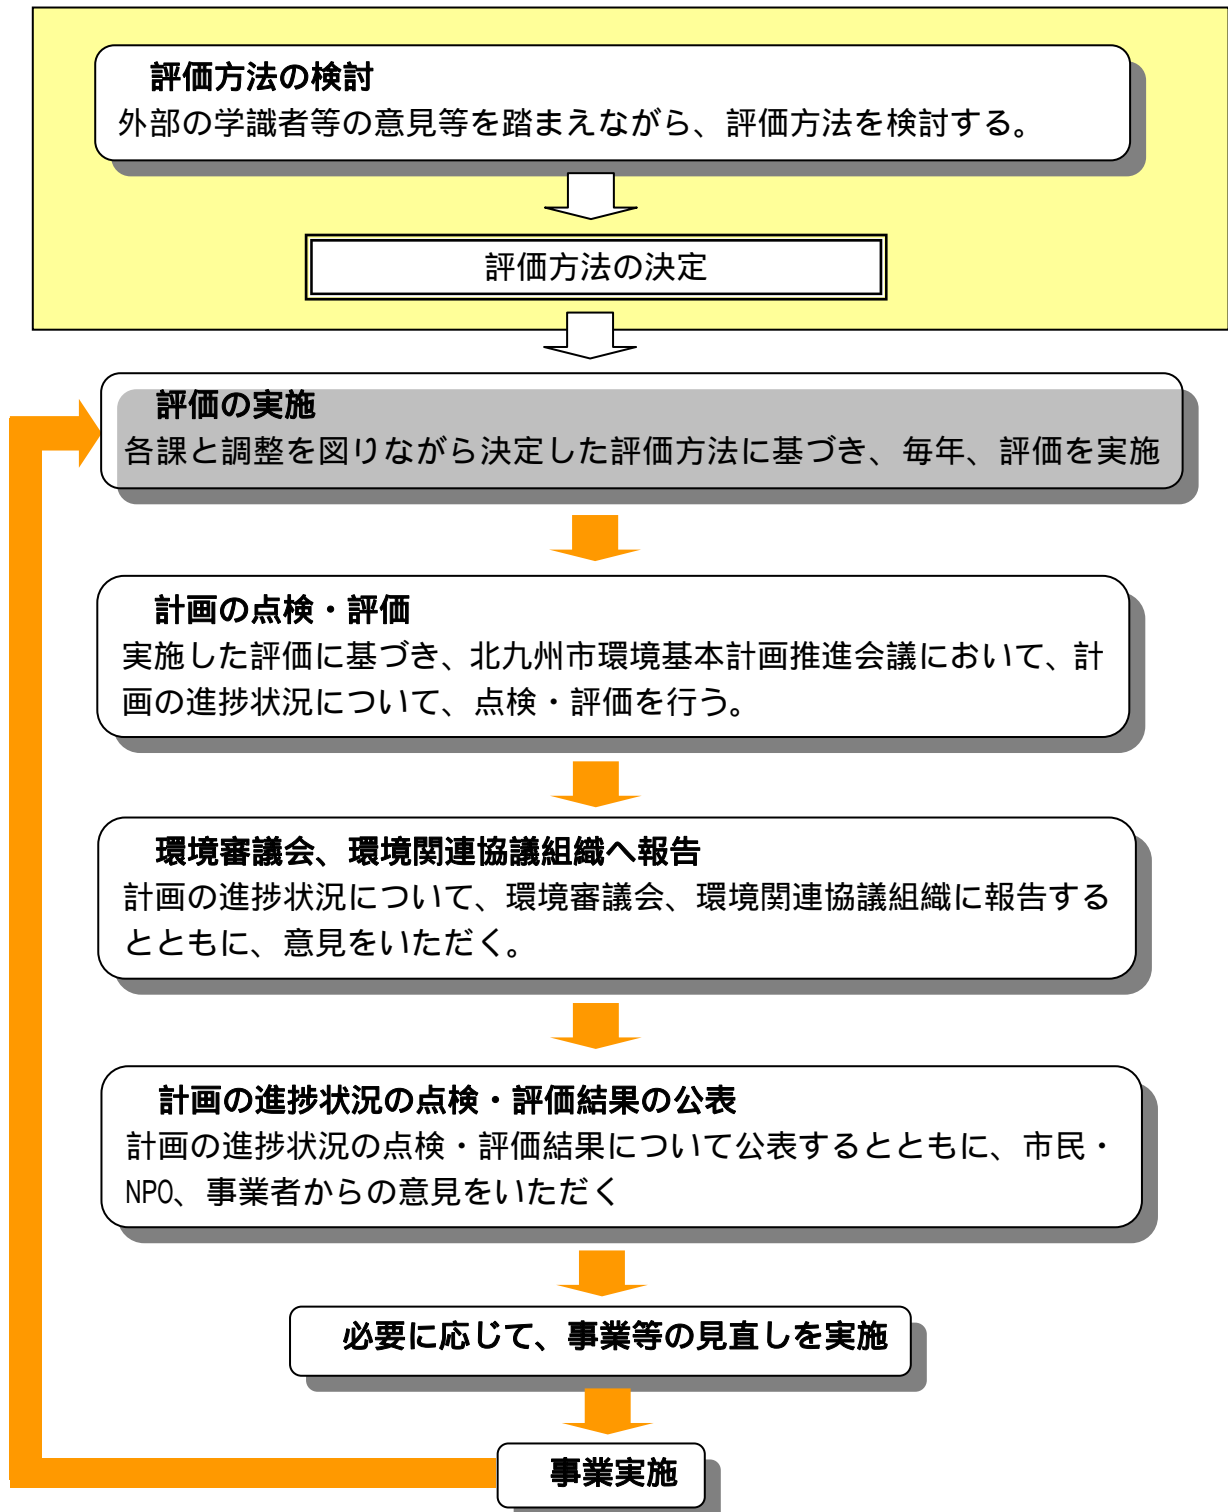 評価方法の検討
外部の学識者等の意見等を踏まえながら、評価方法を検討する。
評価方法の決定
評価の実施
各課と調整を図りながら決定した評価方法に基づき、毎年、評価を実施
計画の点検・評価
実施した評価に基づき、北九州市環境基本計画推進会議において、計
画の進捗状況について、点検・評価を行う。
環境審議会、環境関連協議組織へ報告
計画の進捗状況について、環境審議会、環境関連協議組織に報告する
とともに、意見をいただく。
計画の進捗状況の点検・評価結果の公表
計画の進捗状況の点検・評価結果について公表するとともに、市民・
NPO、事業者からの意見をいただく
必要に応じて、事業等の見直しを実施
事業実施